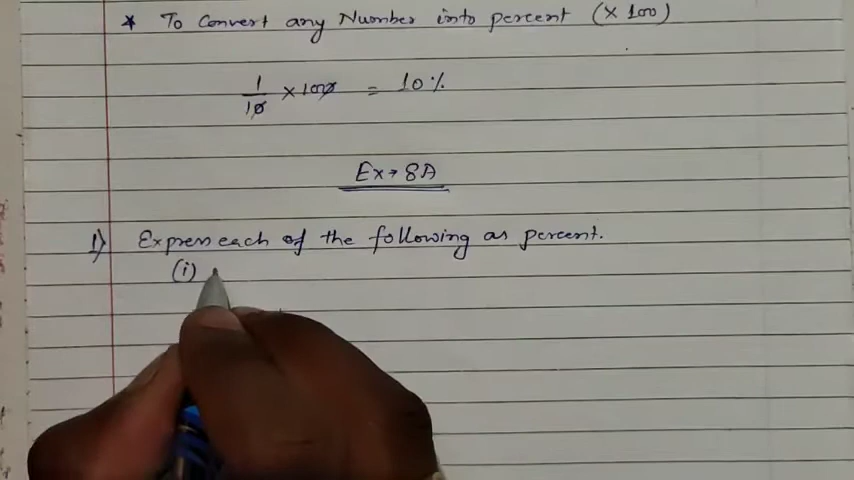 * To Convert any Number into percent (× 100)
1/10 × 100 = 10%
Ex → 8A
1) Express each of the following as percent.
(i)